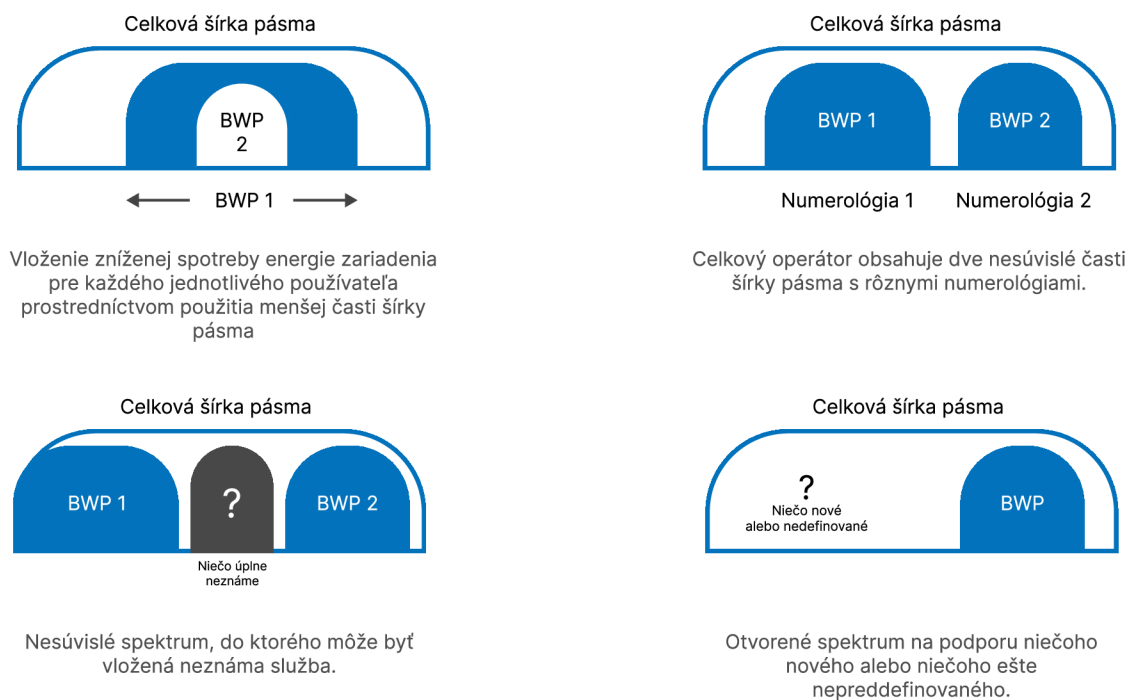 Celková šírka pásma
BWP
2
BWP 1
Vloženie zníženej spotreby energie zariadenia
pre každého jednotlivého používateľa
prostredníctvom použitia menšej časti šírky
pásma
Celková šírka pásma
BWP 1
BWP 2
Numerológia 1
Numerológia 2
Celkový operátor obsahuje dve nesúvislé časti
šírky pásma s rôznymi numerológiami.
Celková šírka pásma
BWP 1
?
BWP 2
Niečo úplne
neznáme
Nesúvislé spektrum, do ktorého môže byť
vložená neznáma služba.
Celková šírka pásma
?
Niečo nové
alebo nedefinované
BWP
Otvorené spektrum na podporu niečoho
nového alebo niečoho ešte
nepreddefinovaného.